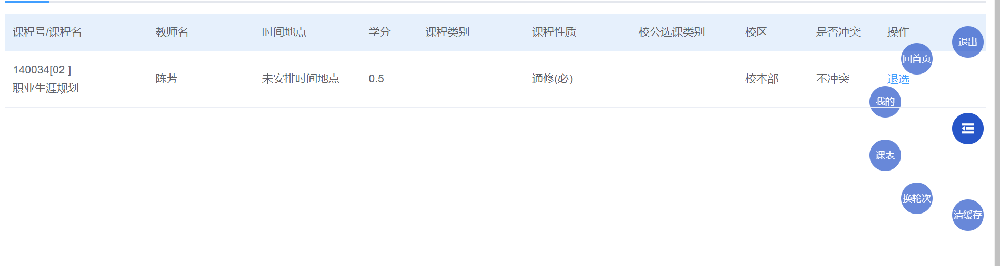 课程号/课程名 教师名 时间地点 学分 课程类别 课程性质 校公选课类别 校区 是否冲突 操作
退出
回首页
140034[02 ]
职业生涯规划
陈芳 未安排时间地点 0.5 通修(必) 校本部 不冲突 退选
我的
课表
换轮次
清缓存